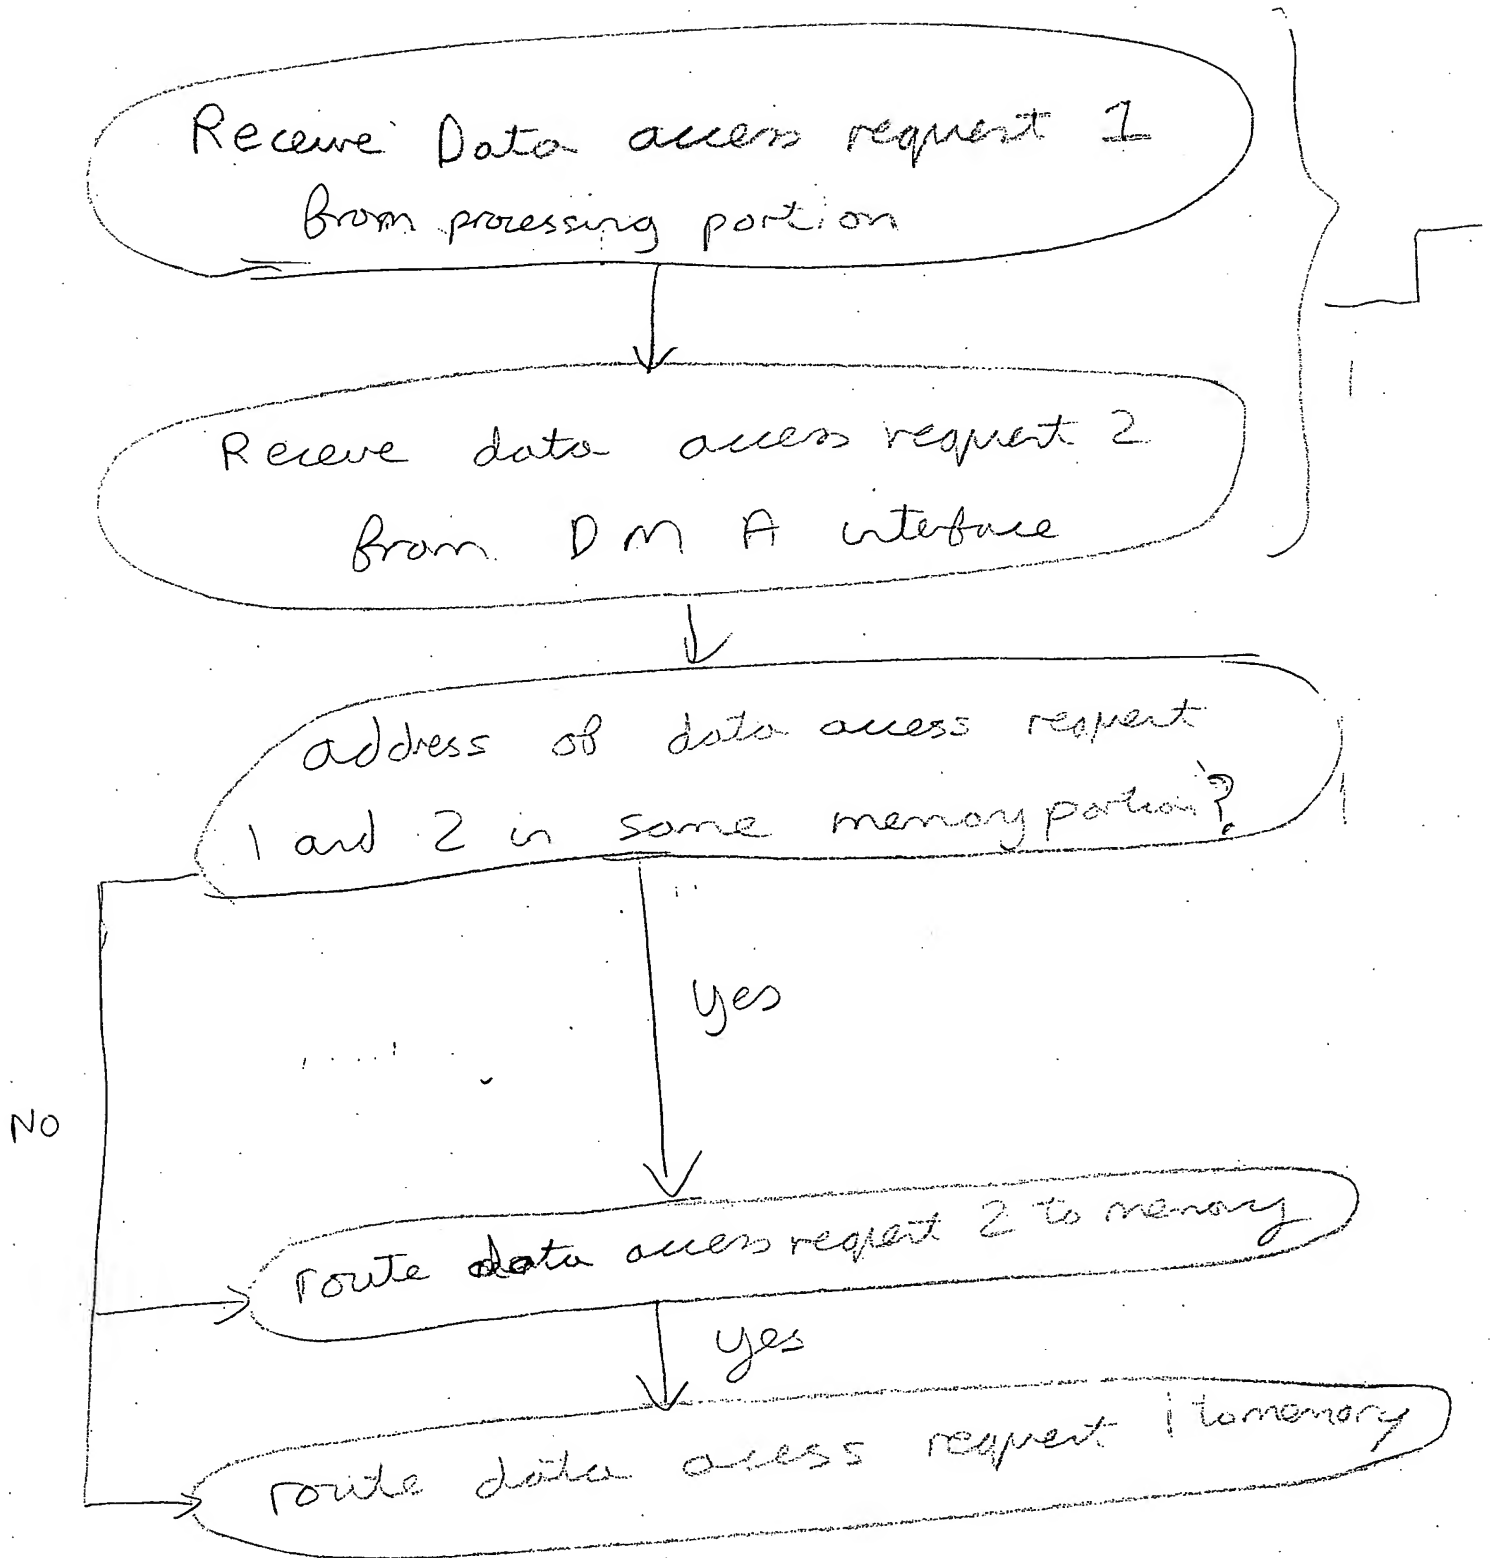 Receive Data access request 1
from processing portion
Receve data access request 2
from DMA interface
address of data access request
1 and 2 in same memory portion?
yes
NO
route data access request 2 to memory
yes
route data access request 1 to memory